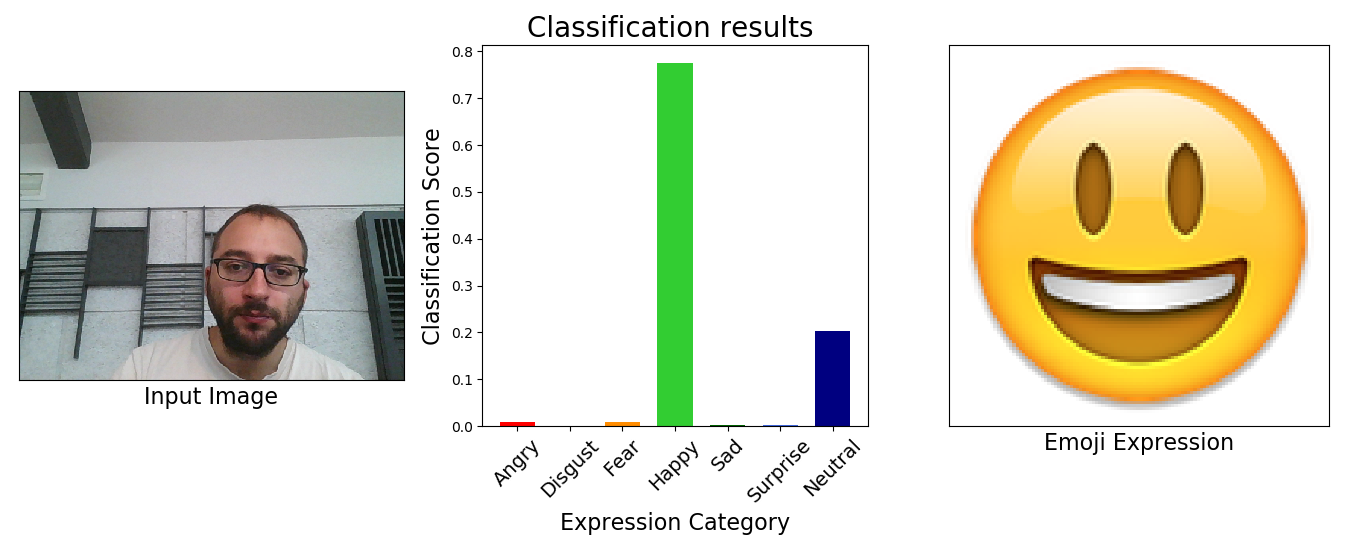 Classification results
Input Image
Classification Score
0.8
0.7
0.6
0.5
0.4
0.3
0.2
0.1
0.0
Angry
Disgust
Fear
Happy
Sad
Surprise
Neutral
Expression Category
Emoji Expression